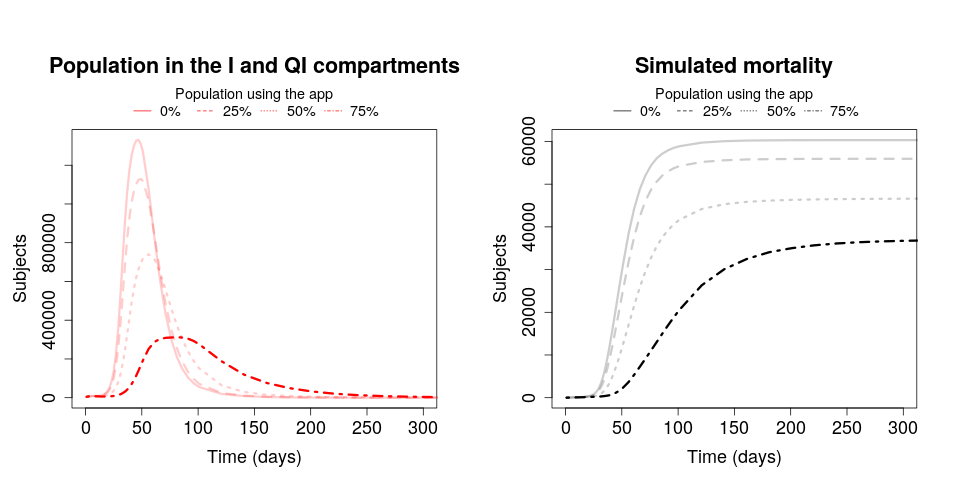 Population in the I and QI compartments
Population using the app
0% 25% 50% 75%
Subjects
0 400000 800000
0 50 100 150 200 250 300
Time (days)
Simulated mortality
Population using the app
0% 25% 50% 75%
Subjects
0 20000 40000 60000
0 50 100 150 200 250 300
Time (days)